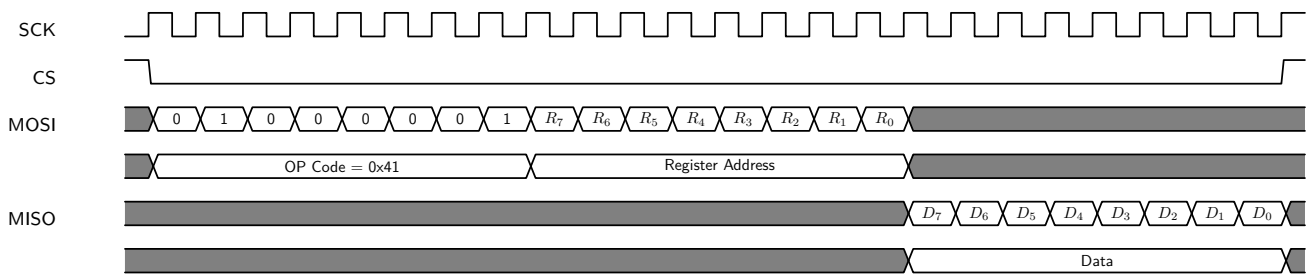 SCK
CS
MOSI 0 1 0 0 0 0 0 1 R₇ R₆ R₅ R₄ R₃ R₂ R₁ R₀
OP Code = 0x41 Register Address
MISO D₇ D₆ D₅ D₄ D₃ D₂ D₁ D₀
Data